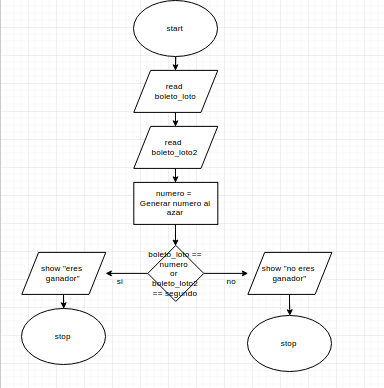 start
read
boleto_loto
read
boleto_loto2
numero =
Generar numero al
azar
boleto_loto ==
numero
or
boleto_loto2
== segundo
si
no
show "eres
ganador"
show "no eres
ganador"
stop
stop